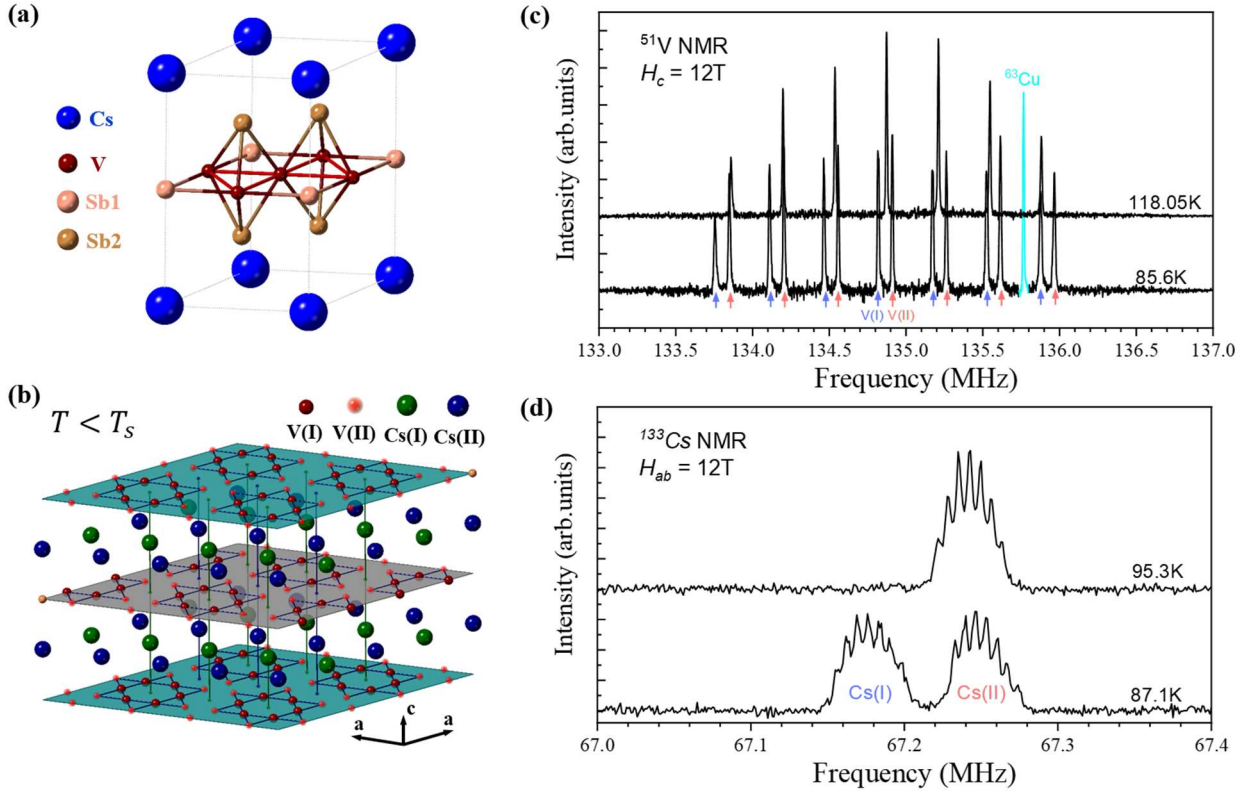 (a)
Cs
V
Sb1
Sb2
(b)
T < Tₛ
V(I) V(II) Cs(I) Cs(II)
a c a
(c)
⁵¹V NMR
H꜀ = 12T
⁶³Cu
118.05K
85.6K
V(I) V(II)
Intensity (arb.units)
133.0 133.5 134.0 134.5 135.0 135.5 136.0 136.5 137.0
Frequency (MHz)
(d)
¹³³Cs NMR
H_ab = 12T
95.3K
Cs(I) Cs(II)
87.1K
Intensity (arb.units)
67.0 67.1 67.2 67.3 67.4
Frequency (MHz)